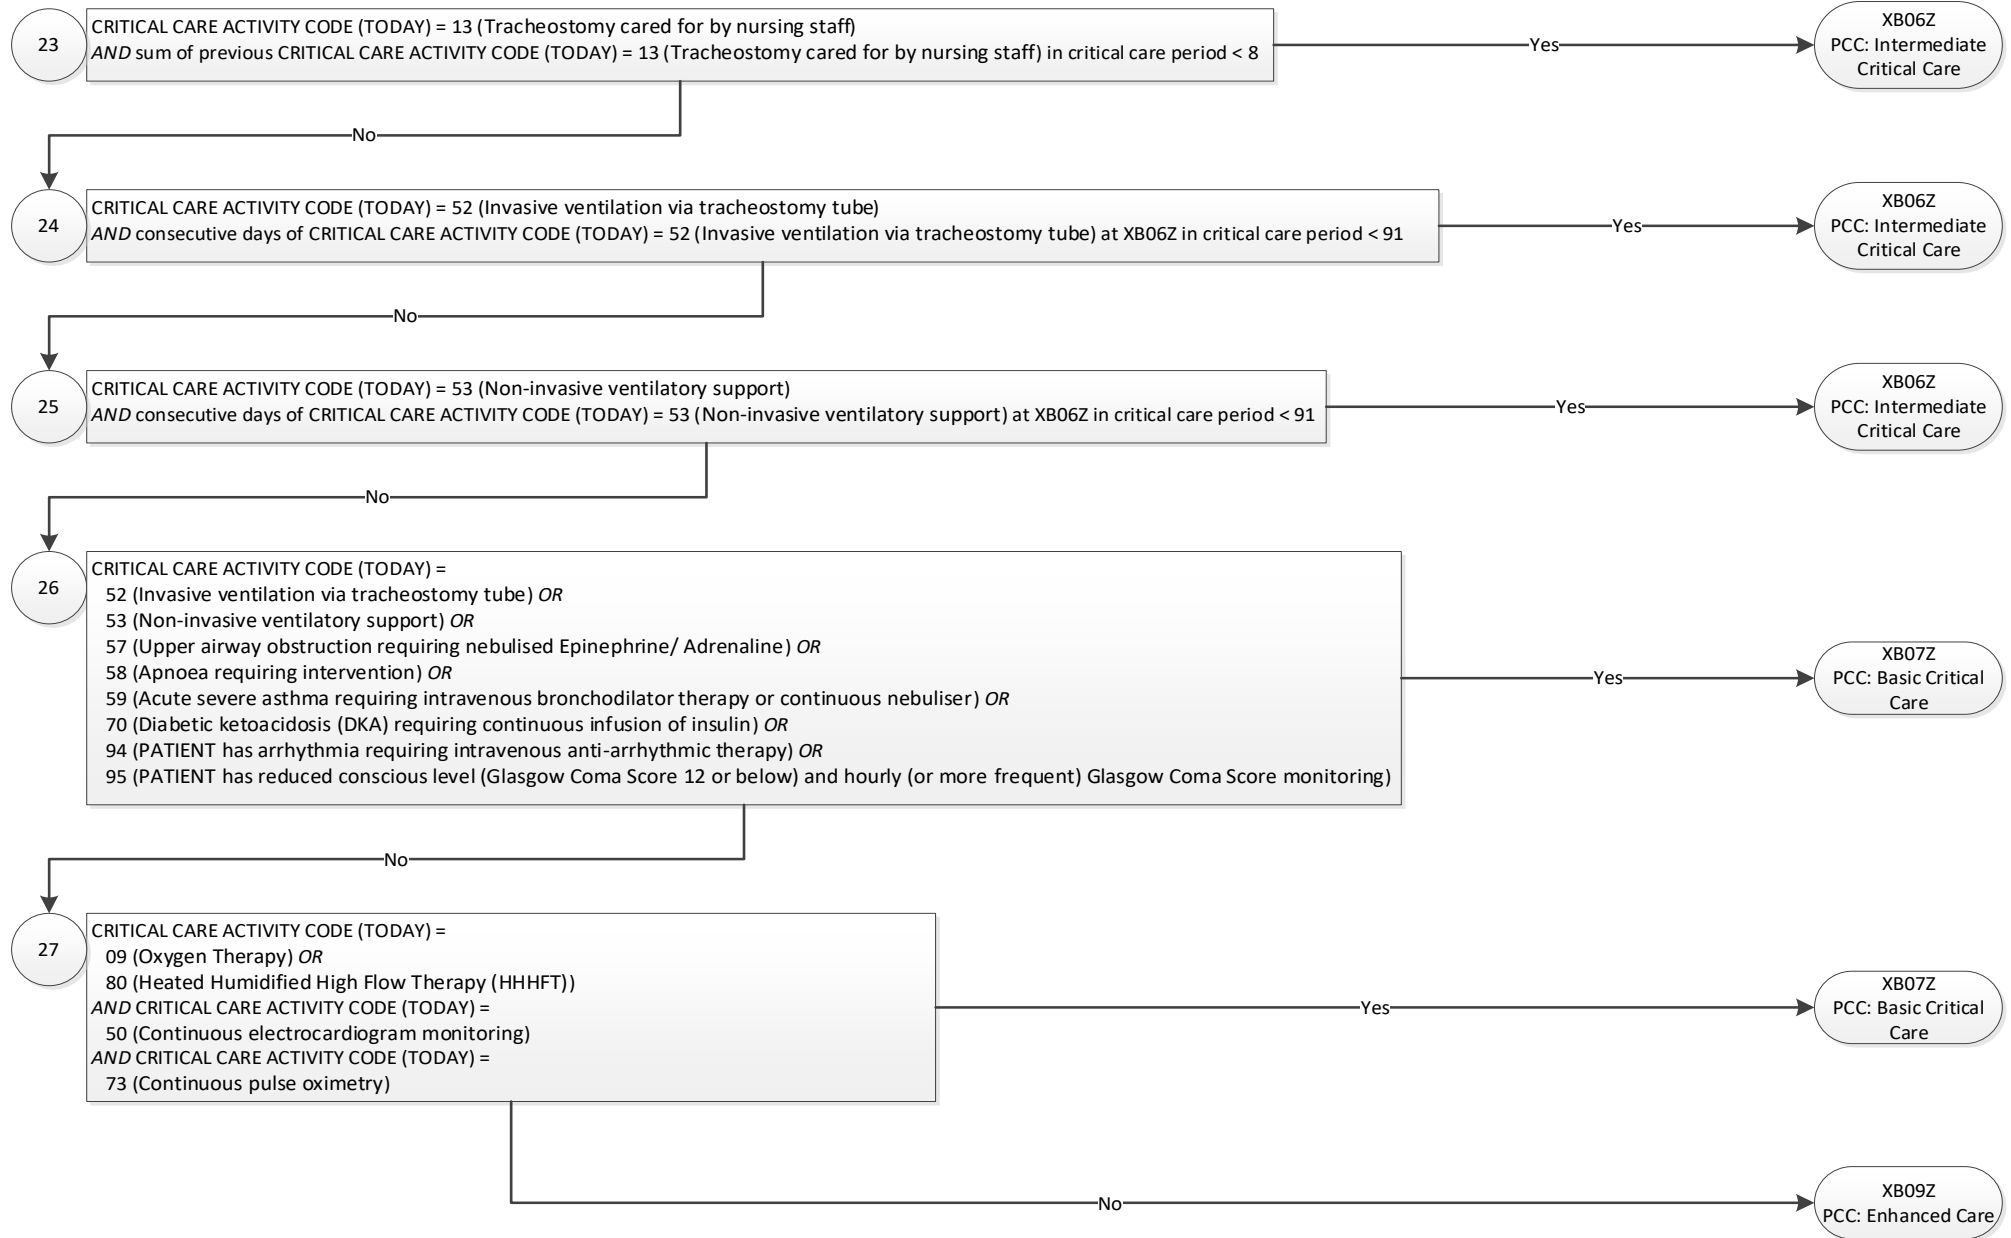 23
CRITICAL CARE ACTIVITY CODE (TODAY) = 13 (Tracheostomy cared for by nursing staff)
AND sum of previous CRITICAL CARE ACTIVITY CODE (TODAY) = 13 (Tracheostomy cared for by nursing staff) in critical care period < 8
Yes
XB06Z
PCC: Intermediate
Critical Care
No
24
CRITICAL CARE ACTIVITY CODE (TODAY) = 52 (Invasive ventilation via tracheostomy tube)
AND consecutive days of CRITICAL CARE ACTIVITY CODE (TODAY) = 52 (Invasive ventilation via tracheostomy tube) at XB06Z in critical care period < 91
Yes
XB06Z
PCC: Intermediate
Critical Care
No
25
CRITICAL CARE ACTIVITY CODE (TODAY) = 53 (Non-invasive ventilatory support)
AND consecutive days of CRITICAL CARE ACTIVITY CODE (TODAY) = 53 (Non-invasive ventilatory support) at XB06Z in critical care period < 91
Yes
XB06Z
PCC: Intermediate
Critical Care
No
26
CRITICAL CARE ACTIVITY CODE (TODAY) =
52 (Invasive ventilation via tracheostomy tube) OR
53 (Non-invasive ventilatory support) OR
57 (Upper airway obstruction requiring nebulised Epinephrine/ Adrenaline) OR
58 (Apnoea requiring intervention) OR
59 (Acute severe asthma requiring intravenous bronchodilator therapy or continuous nebuliser) OR
70 (Diabetic ketoacidosis (DKA) requiring continuous infusion of insulin) OR
94 (PATIENT has arrhythmia requiring intravenous anti-arrhythmic therapy) OR
95 (PATIENT has reduced conscious level (Glasgow Coma Score 12 or below) and hourly (or more frequent) Glasgow Coma Score monitoring)
Yes
XB07Z
PCC: Basic Critical
Care
No
27
CRITICAL CARE ACTIVITY CODE (TODAY) =
09 (Oxygen Therapy) OR
80 (Heated Humidified High Flow Therapy (HHHFT))
AND CRITICAL CARE ACTIVITY CODE (TODAY) =
50 (Continuous electrocardiogram monitoring)
AND CRITICAL CARE ACTIVITY CODE (TODAY) =
73 (Continuous pulse oximetry)
Yes
XB07Z
PCC: Basic Critical
Care
No
XB09Z
PCC: Enhanced Care